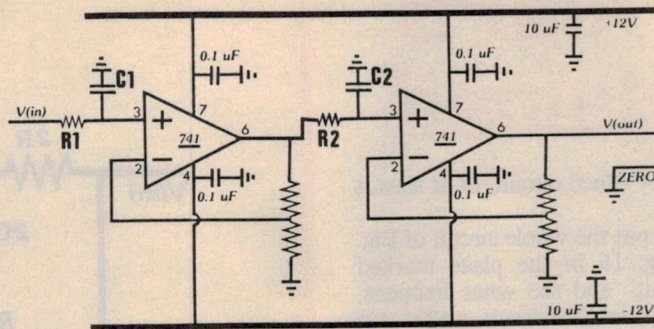 10 uF
+12V
0.1 uF
0.1 uF
C1
C2
V(in)
R1
3
7
+
741
6
2
−
4
0.1 uF
R2
3
7
+
741
6
2
−
4
0.1 uF
V(out)
ZERO
10 uF
-12V